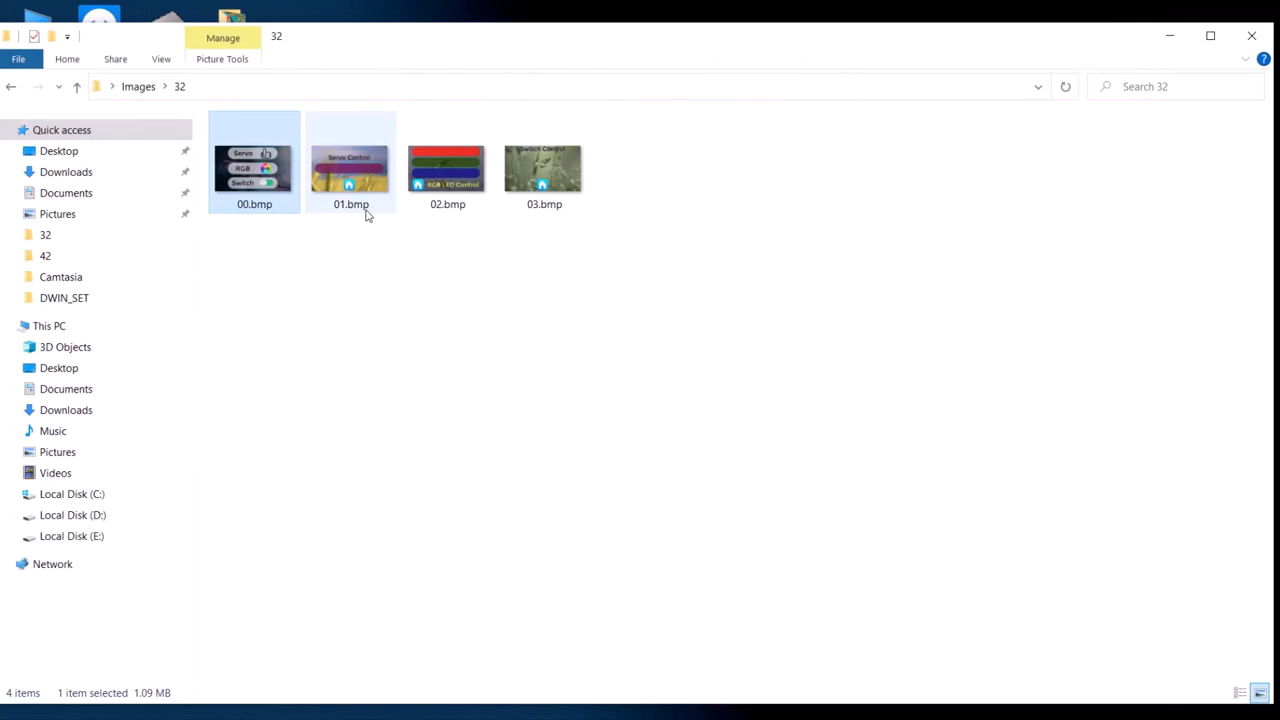 Manage
32
File
Home
Share
View
Picture Tools
Images
32
Search 32
Quick access
Desktop
Downloads
Documents
Pictures
32
42
Camtasia
DWIN_SET
This PC
3D Objects
Desktop
Documents
Downloads
Music
Pictures
Videos
Local Disk (C:)
Local Disk (D:)
Local Disk (E:)
Network
Servo
RGB
Switch
00.bmp
Servo Control
01.bmp
RGB LED Control
02.bmp
Switch Control
03.bmp
4 items
1 item selected 1.09 MB